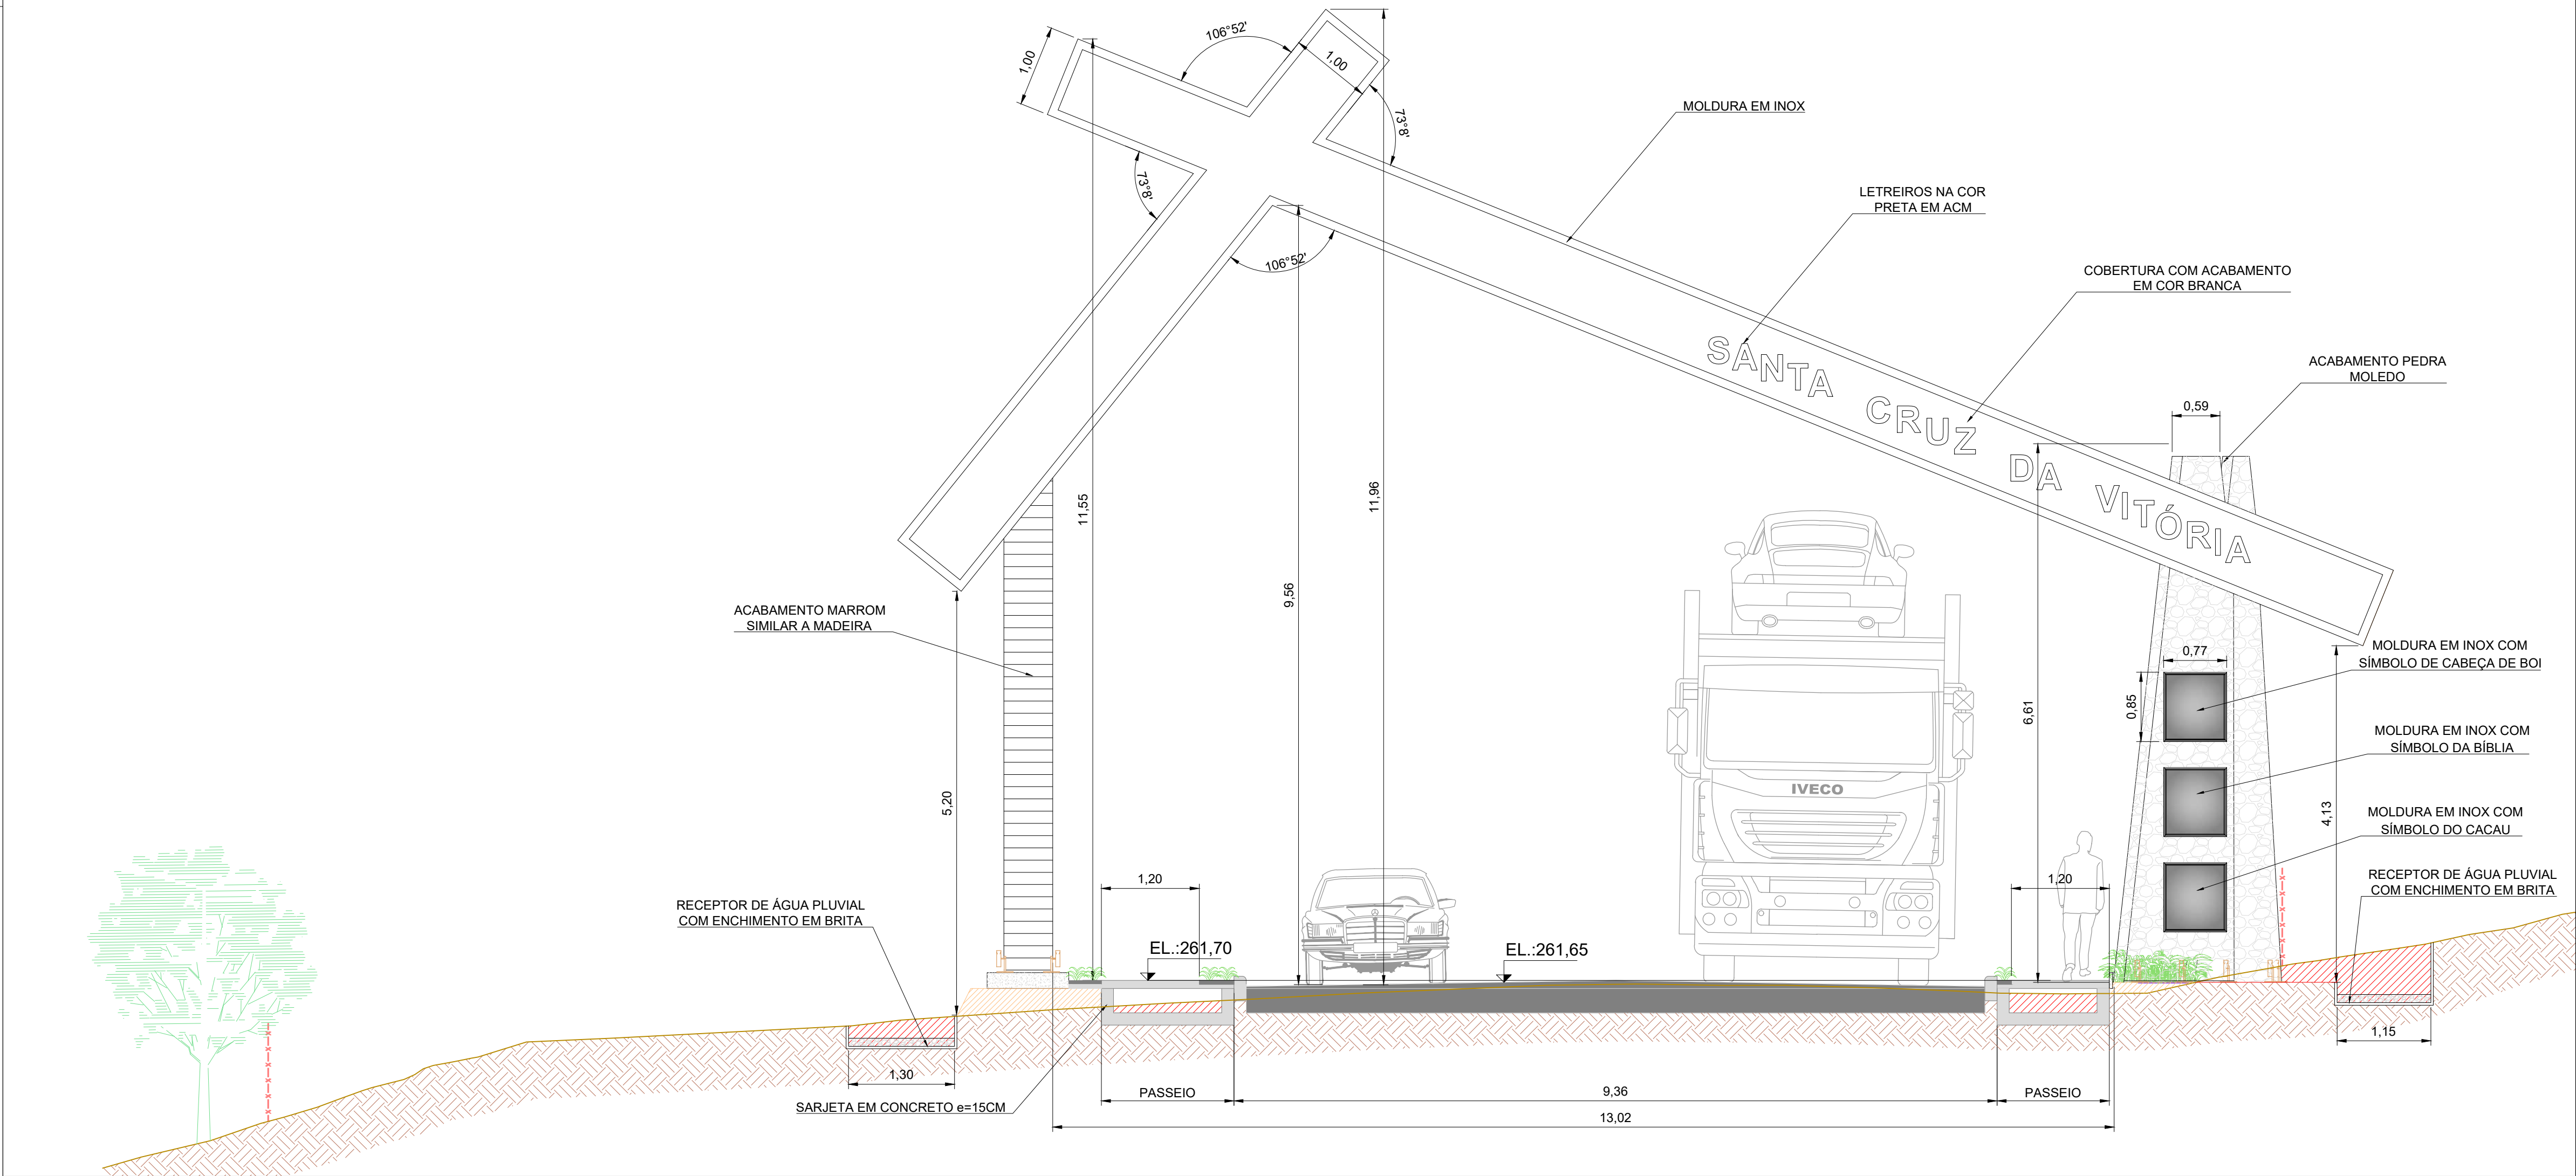 106°52'
1,00
1,00
73°8'
MOLDURA EM INOX
73°8'
LETREIROS NA COR
PRETA EM ACM
106°52'
COBERTURA COM ACABAMENTO
EM COR BRANCA
SANTA CRUZ DA VITÓRIA
ACABAMENTO PEDRA
MOLEDO
0,59
11,55
11,96
9,56
6,61
ACABAMENTO MARROM
SIMILAR A MADEIRA
5,20
0,77
0,85
4,13
MOLDURA EM INOX COM
SÍMBOLO DE CABEÇA DE BOI
MOLDURA EM INOX COM
SÍMBOLO DA BÍBLIA
MOLDURA EM INOX COM
SÍMBOLO DO CACAU
IVECO
RECEPTOR DE ÁGUA PLUVIAL
COM ENCHIMENTO EM BRITA
1,20
1,20
RECEPTOR DE ÁGUA PLUVIAL
COM ENCHIMENTO EM BRITA
EL.:261,70
EL.:261,65
1,30
1,15
SARJETA EM CONCRETO e=15CM
PASSEIO
9,36
PASSEIO
13,02